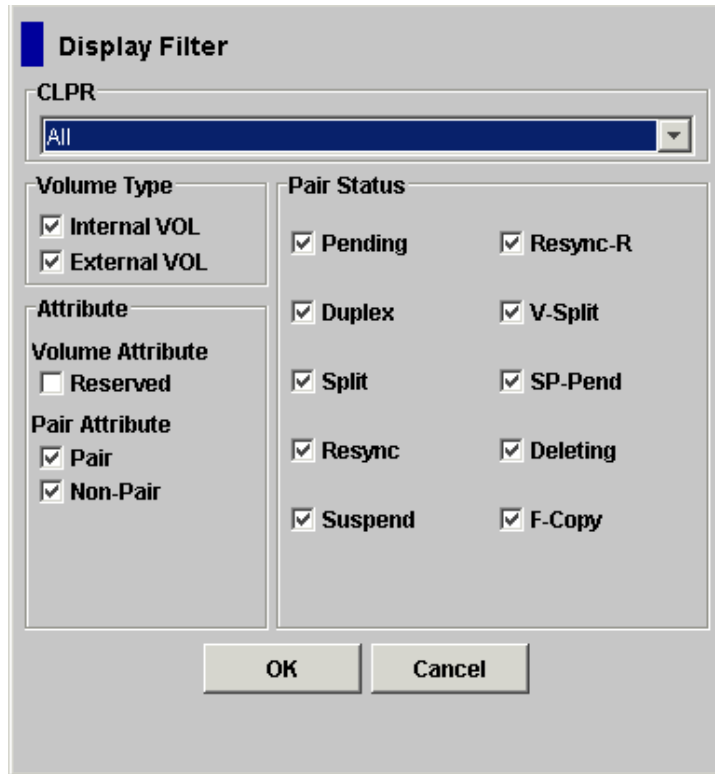 Display Filter
CLPR
All
Volume Type
Internal VOL
External VOL
Attribute
Volume Attribute
Reserved
Pair Attribute
Pair
Non-Pair
Pair Status
Pending
Resync-R
Duplex
V-Split
Split
SP-Pend
Resync
Deleting
Suspend
F-Copy
OK
Cancel